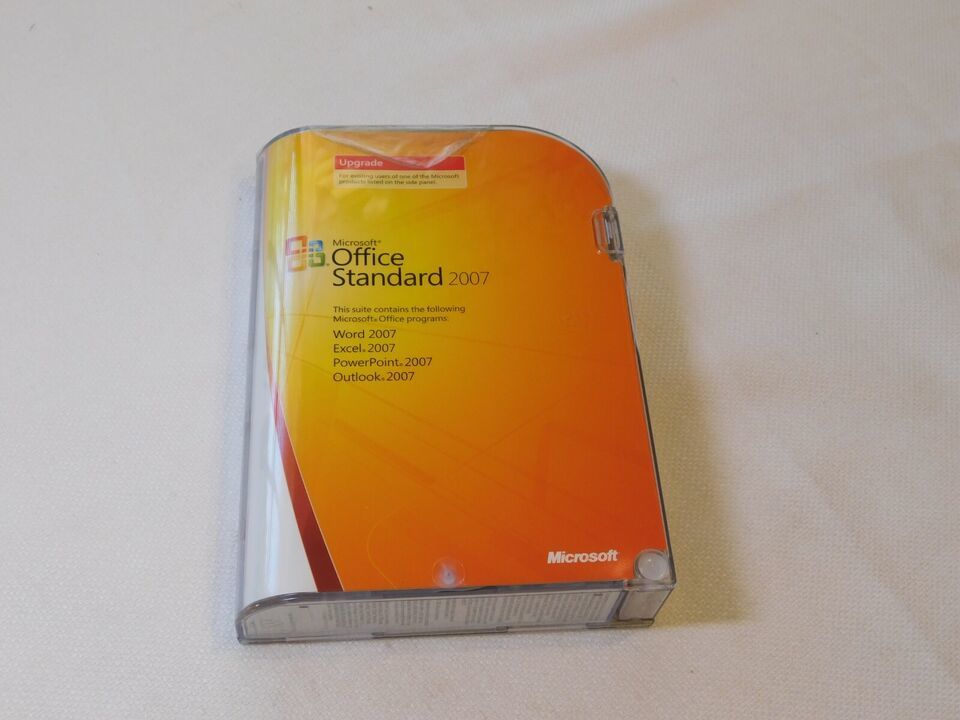 Upgrade
For existing users of one of the Microsoft
products listed on the side panel.
Microsoft®
Office
Standard 2007
This suite contains the following
Microsoft® Office programs:
Word 2007
Excel® 2007
PowerPoint® 2007
Outlook® 2007
Microsoft